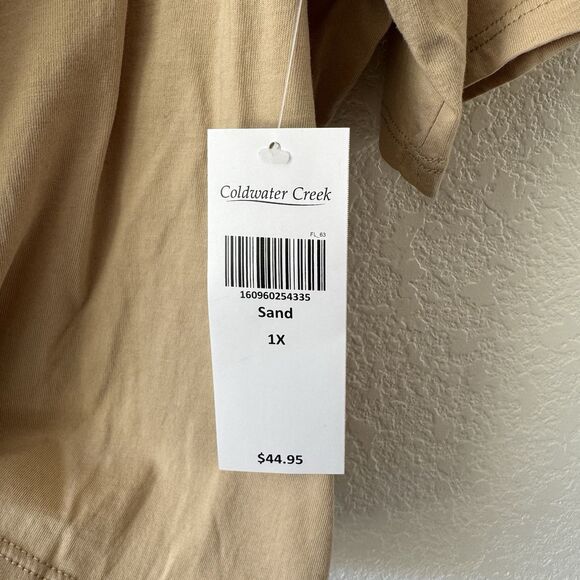 Coldwater Creek
FL_63
160960254335
Sand
1X
$44.95